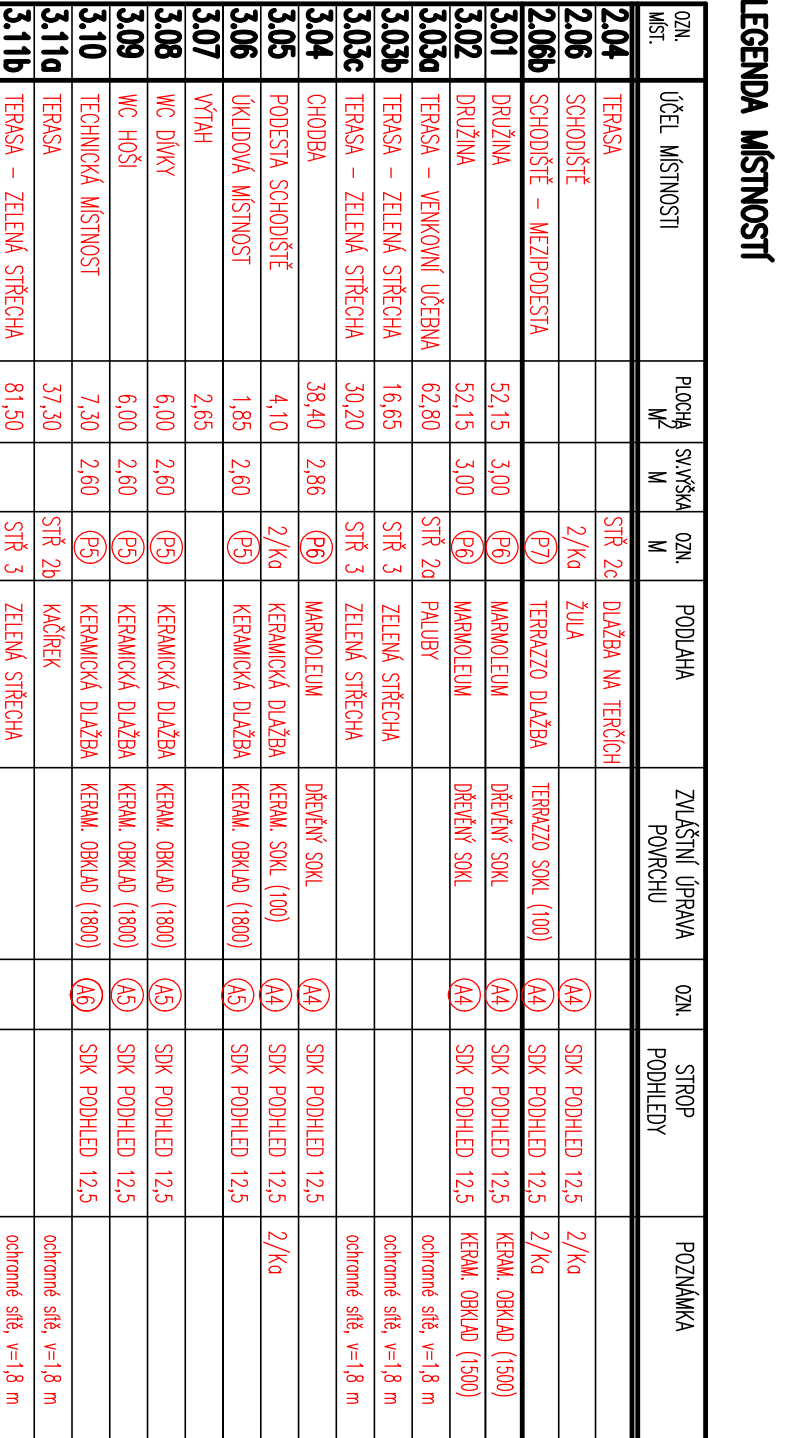 LEGENDA MÍSTNOSTÍ
OZN. MÍST. ÚČEL MÍSTNOSTI PLOCHA M2 SV.VÝŠKA M OZN. M PODLAHA ZVLÁŠTNÍ ÚPRAVA POVRCHU OZN. STROP PODHLEDY POZNÁMKA
2.04 TERASA STŘ 2c DLAŽBA NA TERČÍCH
2.06 SCHODIŠTĚ 2/Ka ŽULA A4 SDK PODHLED 12,5 2/Ka
2.06b SCHODIŠTĚ – MEZIPODESTA P7 TERRAZZO DLAŽBA TERRAZZO SOKL (100) A4 SDK PODHLED 12,5 2/Ka
3.01 DRUŽINA 52,15 3,00 P6 MARMOLEUM DŘEVĚNÝ SOKL A4 SDK PODHLED 12,5 KERAM. OBKLAD (1500)
3.02 DRUŽINA 52,15 3,00 P6 MARMOLEUM DŘEVĚNÝ SOKL A4 SDK PODHLED 12,5 KERAM. OBKLAD (1500)
3.03a TERASA – VENKOVNÍ UČEBNA 62,80 STŘ 2a PALUBY ochranné sítě, v=1,8 m
3.03b TERASA – ZELENÁ STŘECHA 16,65 STŘ 3 ZELENÁ STŘECHA ochranné sítě, v=1,8 m
3.03c TERASA – ZELENÁ STŘECHA 30,20 STŘ 3 ZELENÁ STŘECHA ochranné sítě, v=1,8 m
3.04 CHODBA 38,40 2,86 P6 MARMOLEUM DŘEVĚNÝ SOKL A4 SDK PODHLED 12,5
3.05 PODESTA SCHODIŠTĚ 4,10 2/Ka KERAMICKÁ DLAŽBA KERAM. SOKL (100) A4 SDK PODHLED 12,5 2/Ka
3.06 ÚKLIDOVÁ MÍSTNOST 1,85 2,60 P5 KERAMICKÁ DLAŽBA KERAM. OBKLAD (1800) A5 SDK PODHLED 12,5
3.07 VÝTAH 2,65
3.08 WC DÍVKY 6,00 2,60 P5 KERAMICKÁ DLAŽBA KERAM. OBKLAD (1800) A5 SDK PODHLED 12,5
3.09 WC HOŠI 6,00 2,60 P5 KERAMICKÁ DLAŽBA KERAM. OBKLAD (1800) A5 SDK PODHLED 12,5
3.10 TECHNICKÁ MÍSTNOST 7,30 2,60 P5 KERAMICKÁ DLAŽBA KERAM. OBKLAD (1800) A6 SDK PODHLED 12,5
3.11a TERASA 37,30 STŘ 2b KAČÍREK ochranné sítě, v=1,8 m
3.11b TERASA – ZELENÁ STŘECHA 81,50 STŘ 3 ZELENÁ STŘECHA ochranné sítě, v=1,8 m